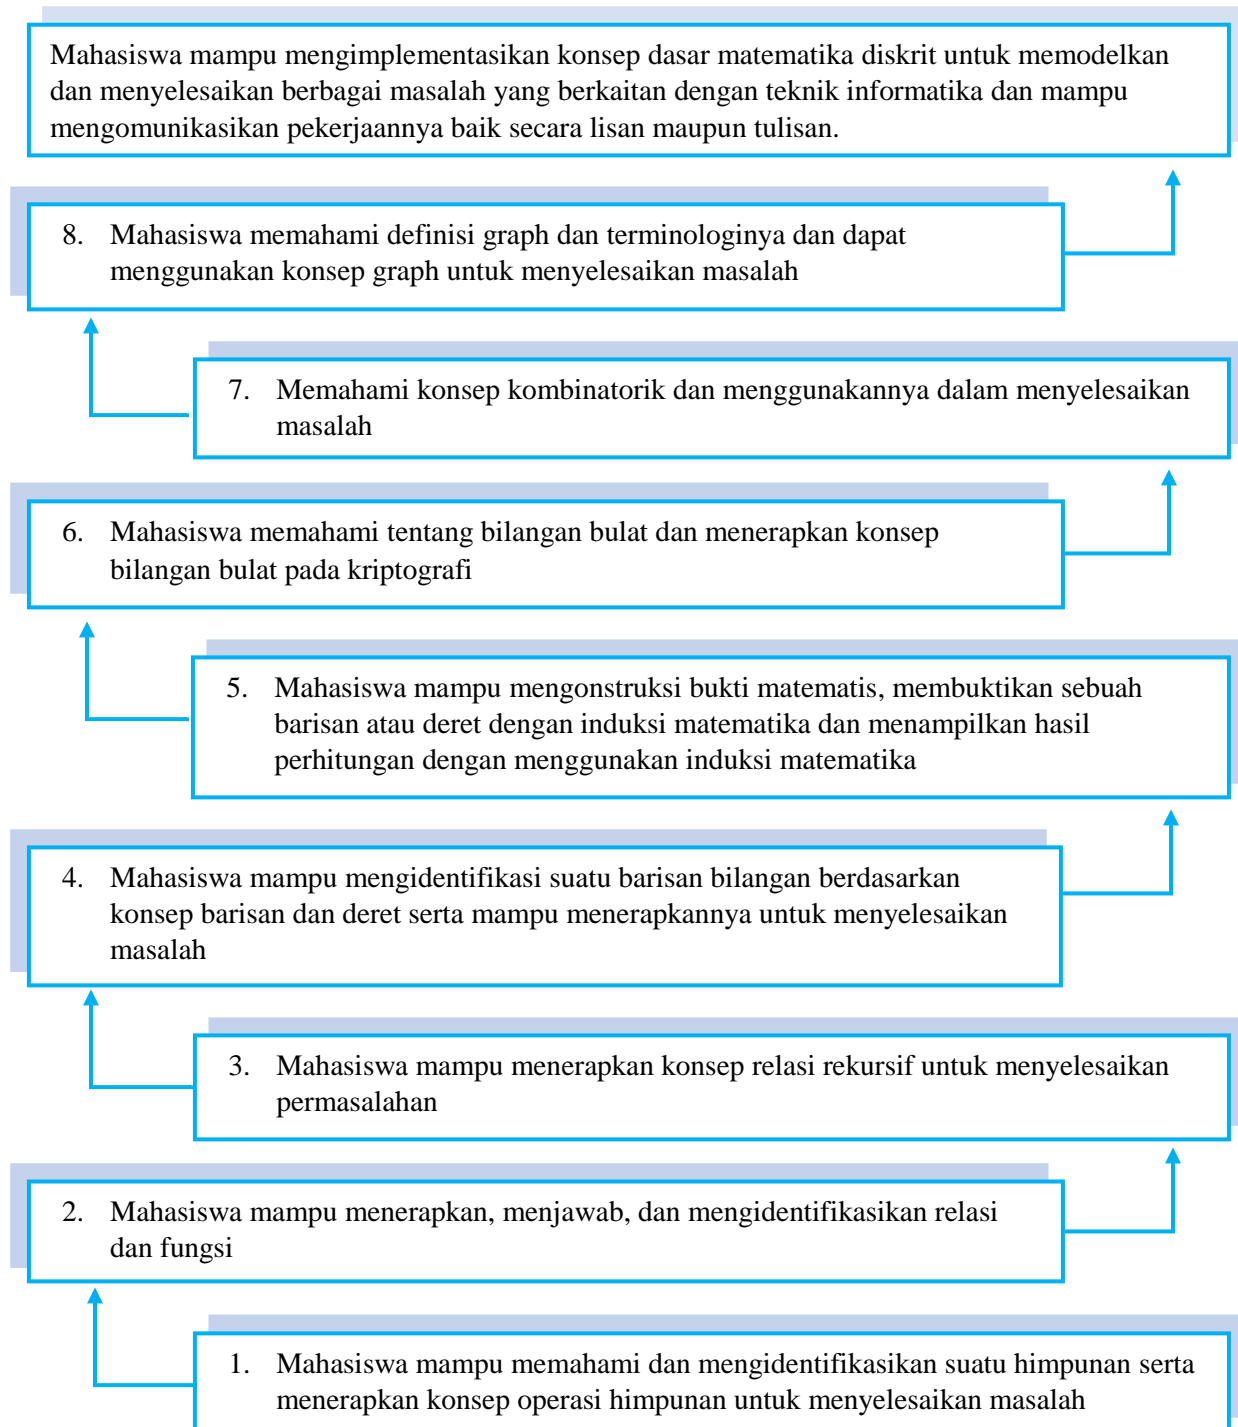 Mahasiswa mampu mengimplementasikan konsep dasar matematika diskrit untuk memodelkan
dan menyelesaikan berbagai masalah yang berkaitan dengan teknik informatika dan mampu
mengomunikasikan pekerjaannya baik secara lisan maupun tulisan.
8. Mahasiswa memahami definisi graph dan terminologinya dan dapat
menggunakan konsep graph untuk menyelesaikan masalah
7. Memahami konsep kombinatorik dan menggunakannya dalam menyelesaikan
masalah
6. Mahasiswa memahami tentang bilangan bulat dan menerapkan konsep
bilangan bulat pada kriptografi
5. Mahasiswa mampu mengonstruksi bukti matematis, membuktikan sebuah
barisan atau deret dengan induksi matematika dan menampilkan hasil
perhitungan dengan menggunakan induksi matematika
4. Mahasiswa mampu mengidentifikasi suatu barisan bilangan berdasarkan
konsep barisan dan deret serta mampu menerapkannya untuk menyelesaikan
masalah
3. Mahasiswa mampu menerapkan konsep relasi rekursif untuk menyelesaikan
permasalahan
2. Mahasiswa mampu menerapkan, menjawab, dan mengidentifikasikan relasi
dan fungsi
1. Mahasiswa mampu memahami dan mengidentifikasikan suatu himpunan serta
menerapkan konsep operasi himpunan untuk menyelesaikan masalah